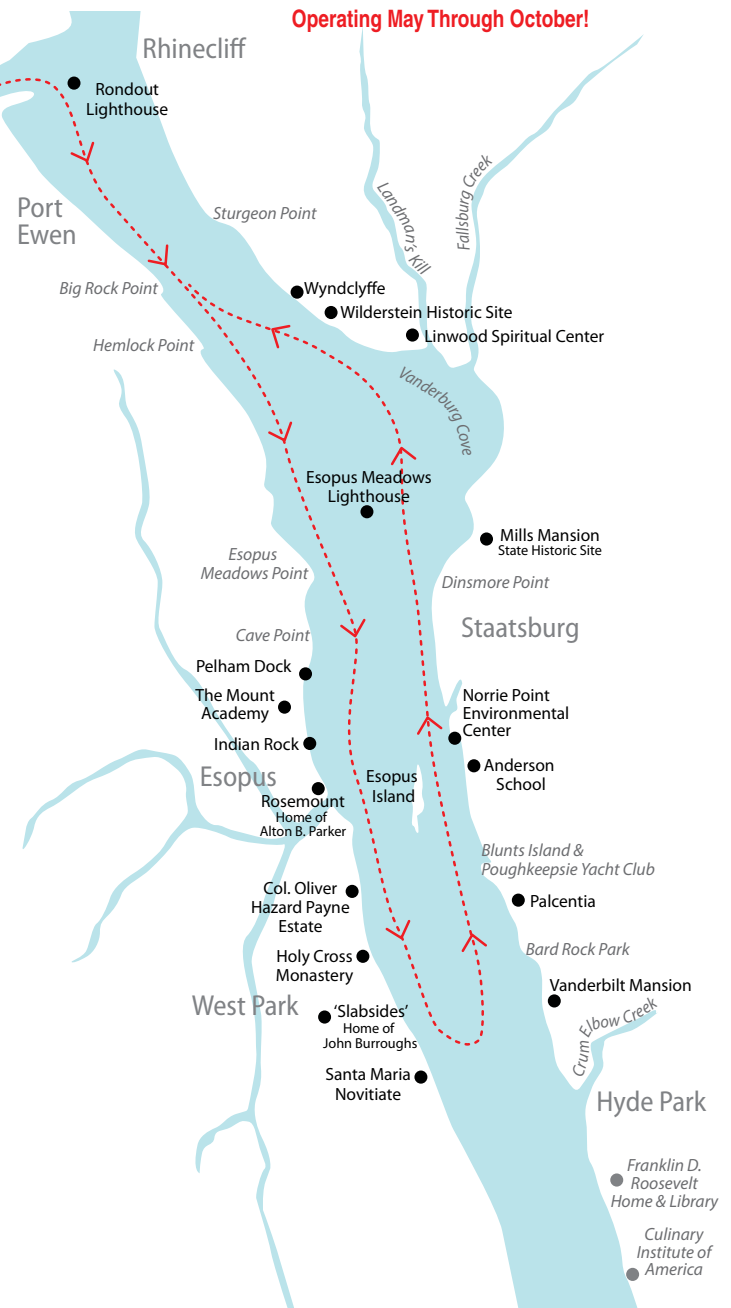 Operating May Through October!
Rhinecliff
Rondout
Lighthouse
Port
Ewen
Sturgeon Point
Landman's Kill
Fallsburg Creek
Big Rock Point
Wyndclyffe
Wilderstein Historic Site
Linwood Spiritual Center
Hemlock Point
Vanderburg Cove
Esopus Meadows
Lighthouse
Mills Mansion
State Historic Site
Esopus
Meadows Point
Dinsmore Point
Cave Point
Staatsburg
Pelham Dock
The Mount
Academy
Norrie Point
Environmental
Center
Indian Rock
Anderson
School
Esopus
Esopus
Island
Rosemount
Home of
Alton B. Parker
Blunts Island &
Poughkeepsie Yacht Club
Col. Oliver
Hazard Payne
Estate
Palcentia
Holy Cross
Monastery
Bard Rock Park
Vanderbilt Mansion
West Park
'Slabsides'
Home of
John Burroughs
Crum Elbow Creek
Santa Maria
Novitiate
Hyde Park
Franklin D.
Roosevelt
Home & Library
Culinary
Institute of
America